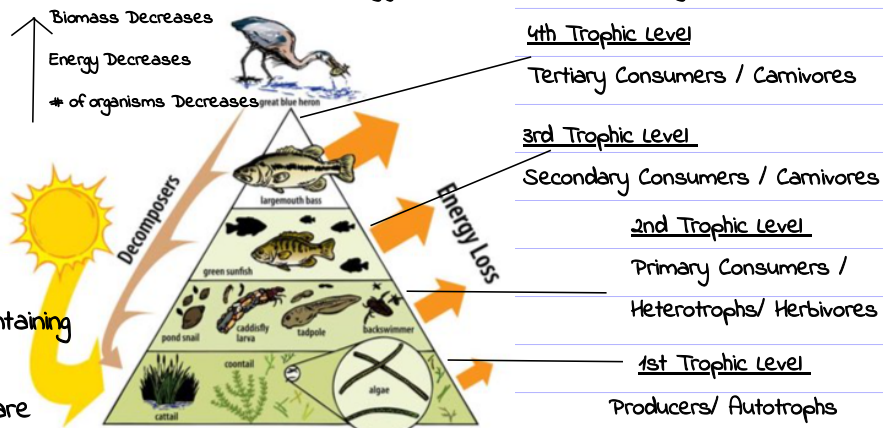 Biomass Decreases
Energy Decreases
# of organisms Decreases
great blue heron
4th Trophic Level
Tertiary Consumers / Carnivores
3rd Trophic Level
Secondary Consumers / Carnivores
2nd Trophic Level
Primary Consumers /
Heterotrophs/ Herbivores
1st Trophic Level
Producers/ Autotrophs
Decomposers
Energy Loss
largemouth bass
green sunfish
pond snail
caddisfly
larva
tadpole
backswimmer
coontail
algae
cattail
ntaining
are